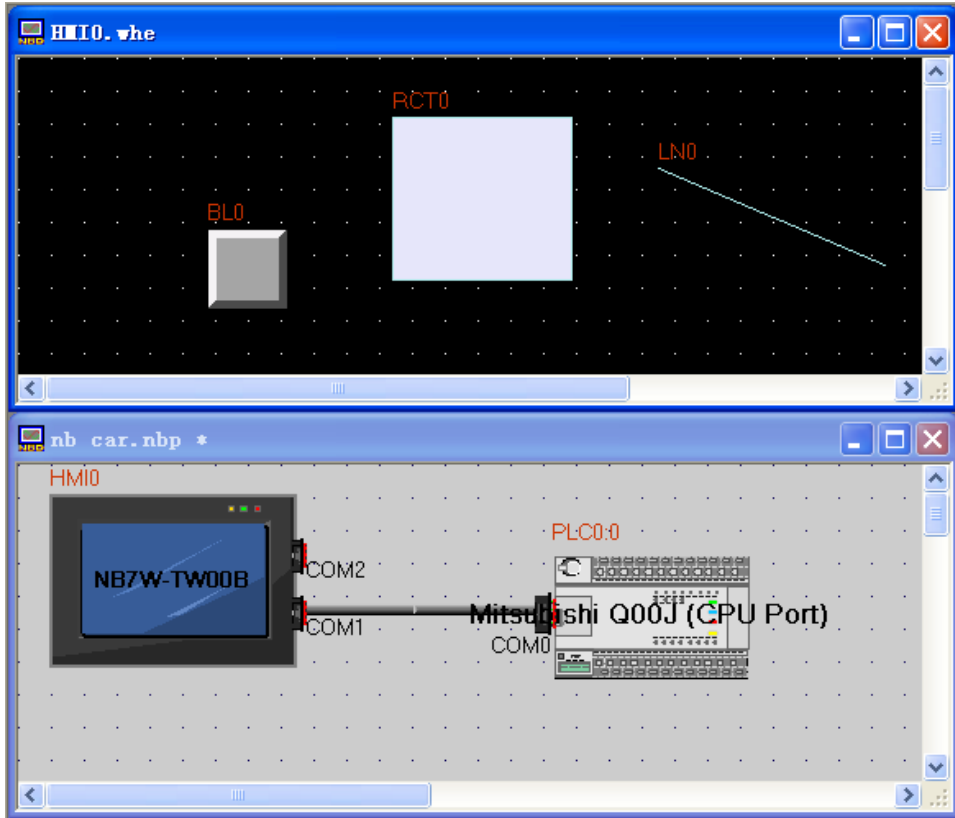 HMI0.whe
RCT0
LN0
BL0
nb car.nbp *
HMI0
PLC0:0
NB7W-TW00B
COM2
Mitsubishi Q00J (CPU Port)
COM1
COM0